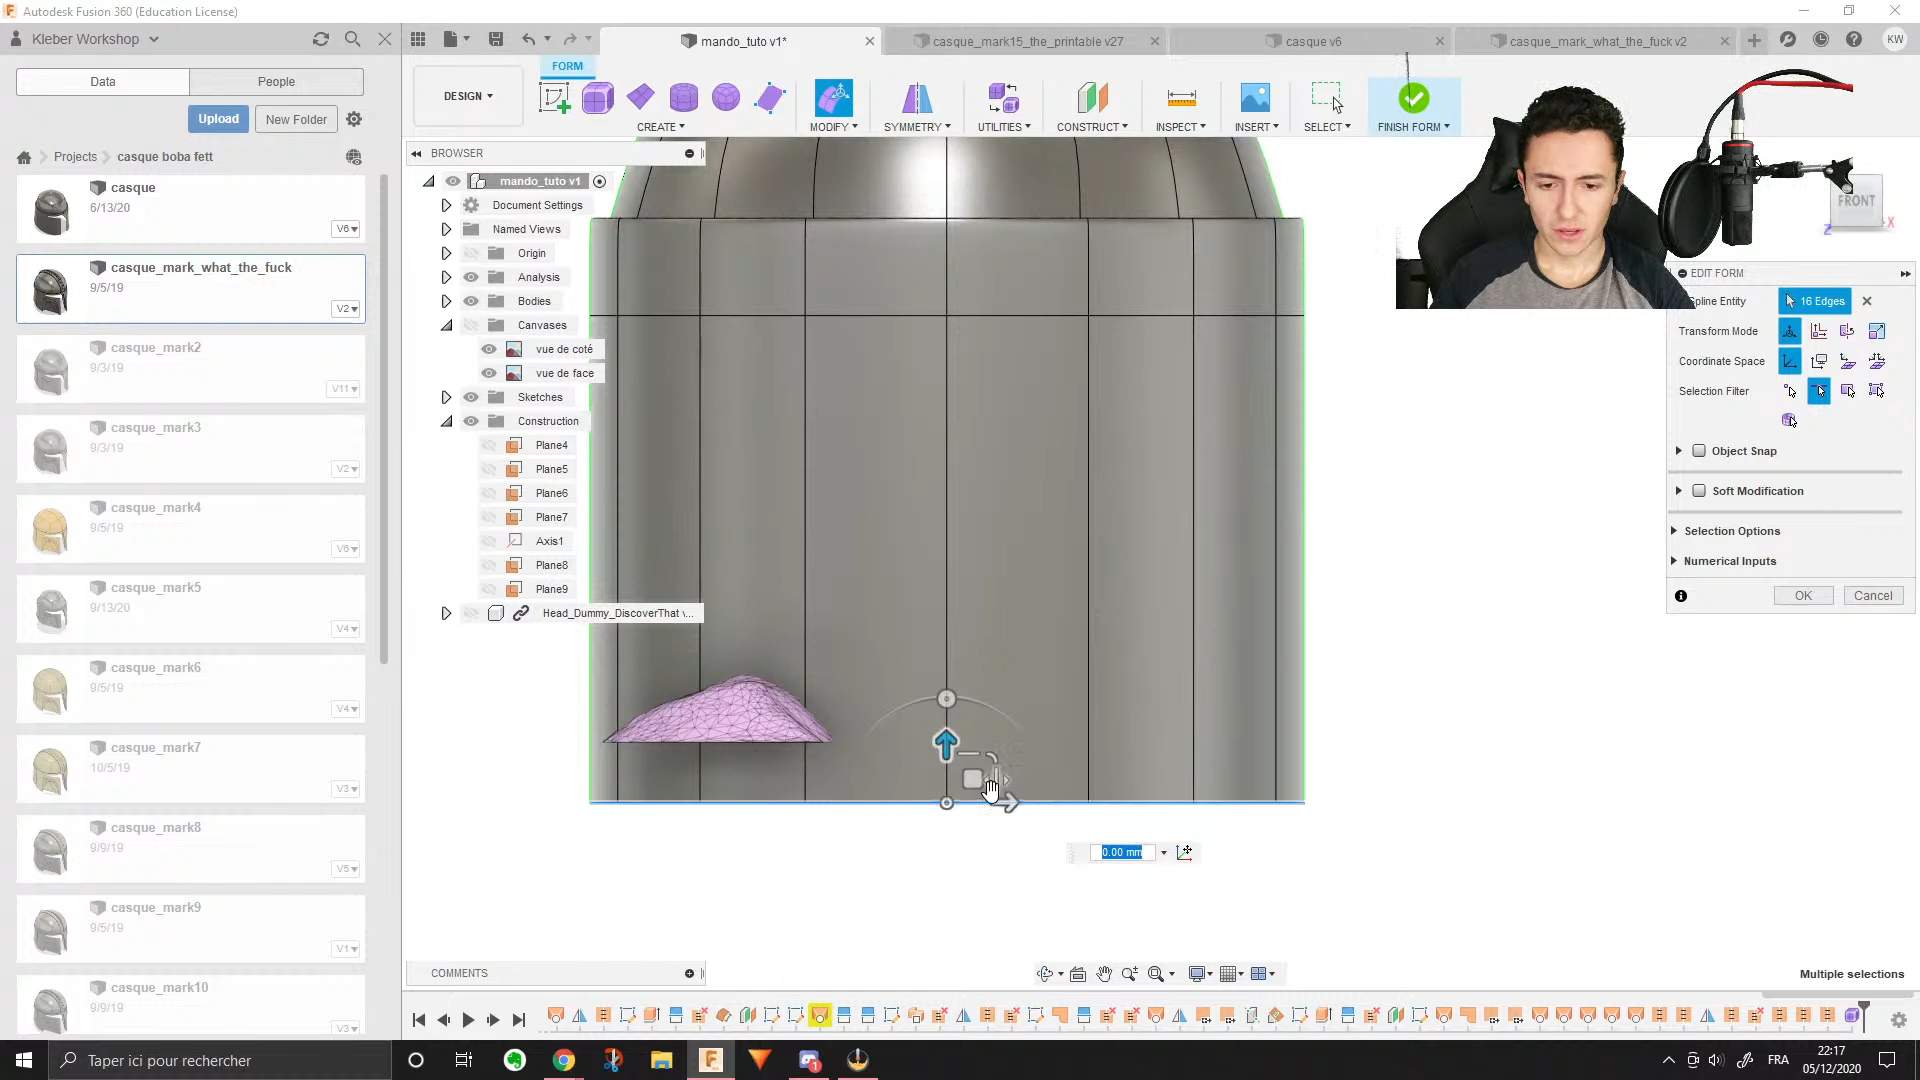 Autodesk Fusion 360 (Education License)
Kleber Workshop
mando_tuto v1*
casque_mark15_the_printable v27
casque v6
casque_mark_what_the_fuck v2
KW
Data
People
Upload
New Folder
Projects
casque boba fett
casque
6/13/20
V6
casque_mark_what_the_fuck
9/5/19
V2
casque_mark2
9/3/19
V11
casque_mark3
9/3/19
V2
casque_mark4
9/5/19
V6
casque_mark5
9/13/20
V4
casque_mark6
9/5/19
V4
casque_mark7
10/5/19
V3
casque_mark8
9/9/19
V5
casque_mark9
9/5/19
V1
casque_mark10
9/9/19
V3
FORM
DESIGN
CREATE
MODIFY
SYMMETRY
UTILITIES
CONSTRUCT
INSPECT
INSERT
SELECT
FINISH FORM
BROWSER
mando_tuto v1
Document Settings
Named Views
Origin
Analysis
Bodies
Canvases
vue de coté
vue de face
Sketches
Construction
Plane4
Plane5
Plane6
Plane7
Axis1
Plane8
Plane9
Head_Dummy_DiscoverThat v...
FRONT
Z
X
EDIT FORM
Spline Entity
16 Edges
Transform Mode
Coordinate Space
Selection Filter
Object Snap
Soft Modification
Selection Options
Numerical Inputs
OK
Cancel
0.00 mm
COMMENTS
Multiple selections
Taper ici pour rechercher
1
FRA
22:17
05/12/2020